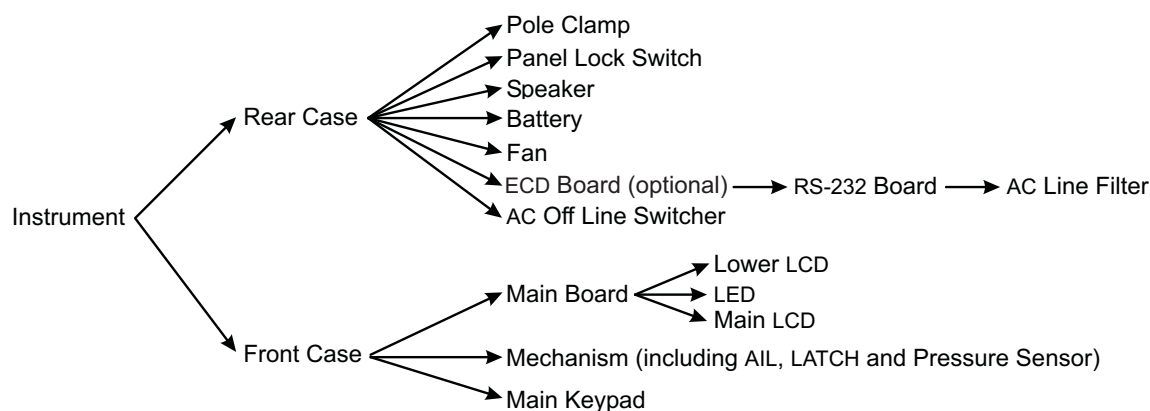 Pole Clamp
Panel Lock Switch
Rear Case
Speaker
Battery
Fan
ECD Board (optional)
RS-232 Board
AC Line Filter
AC Off Line Switcher
Instrument
Lower LCD
Main Board
LED
Main LCD
Front Case
Mechanism (including AIL, LATCH and Pressure Sensor)
Main Keypad